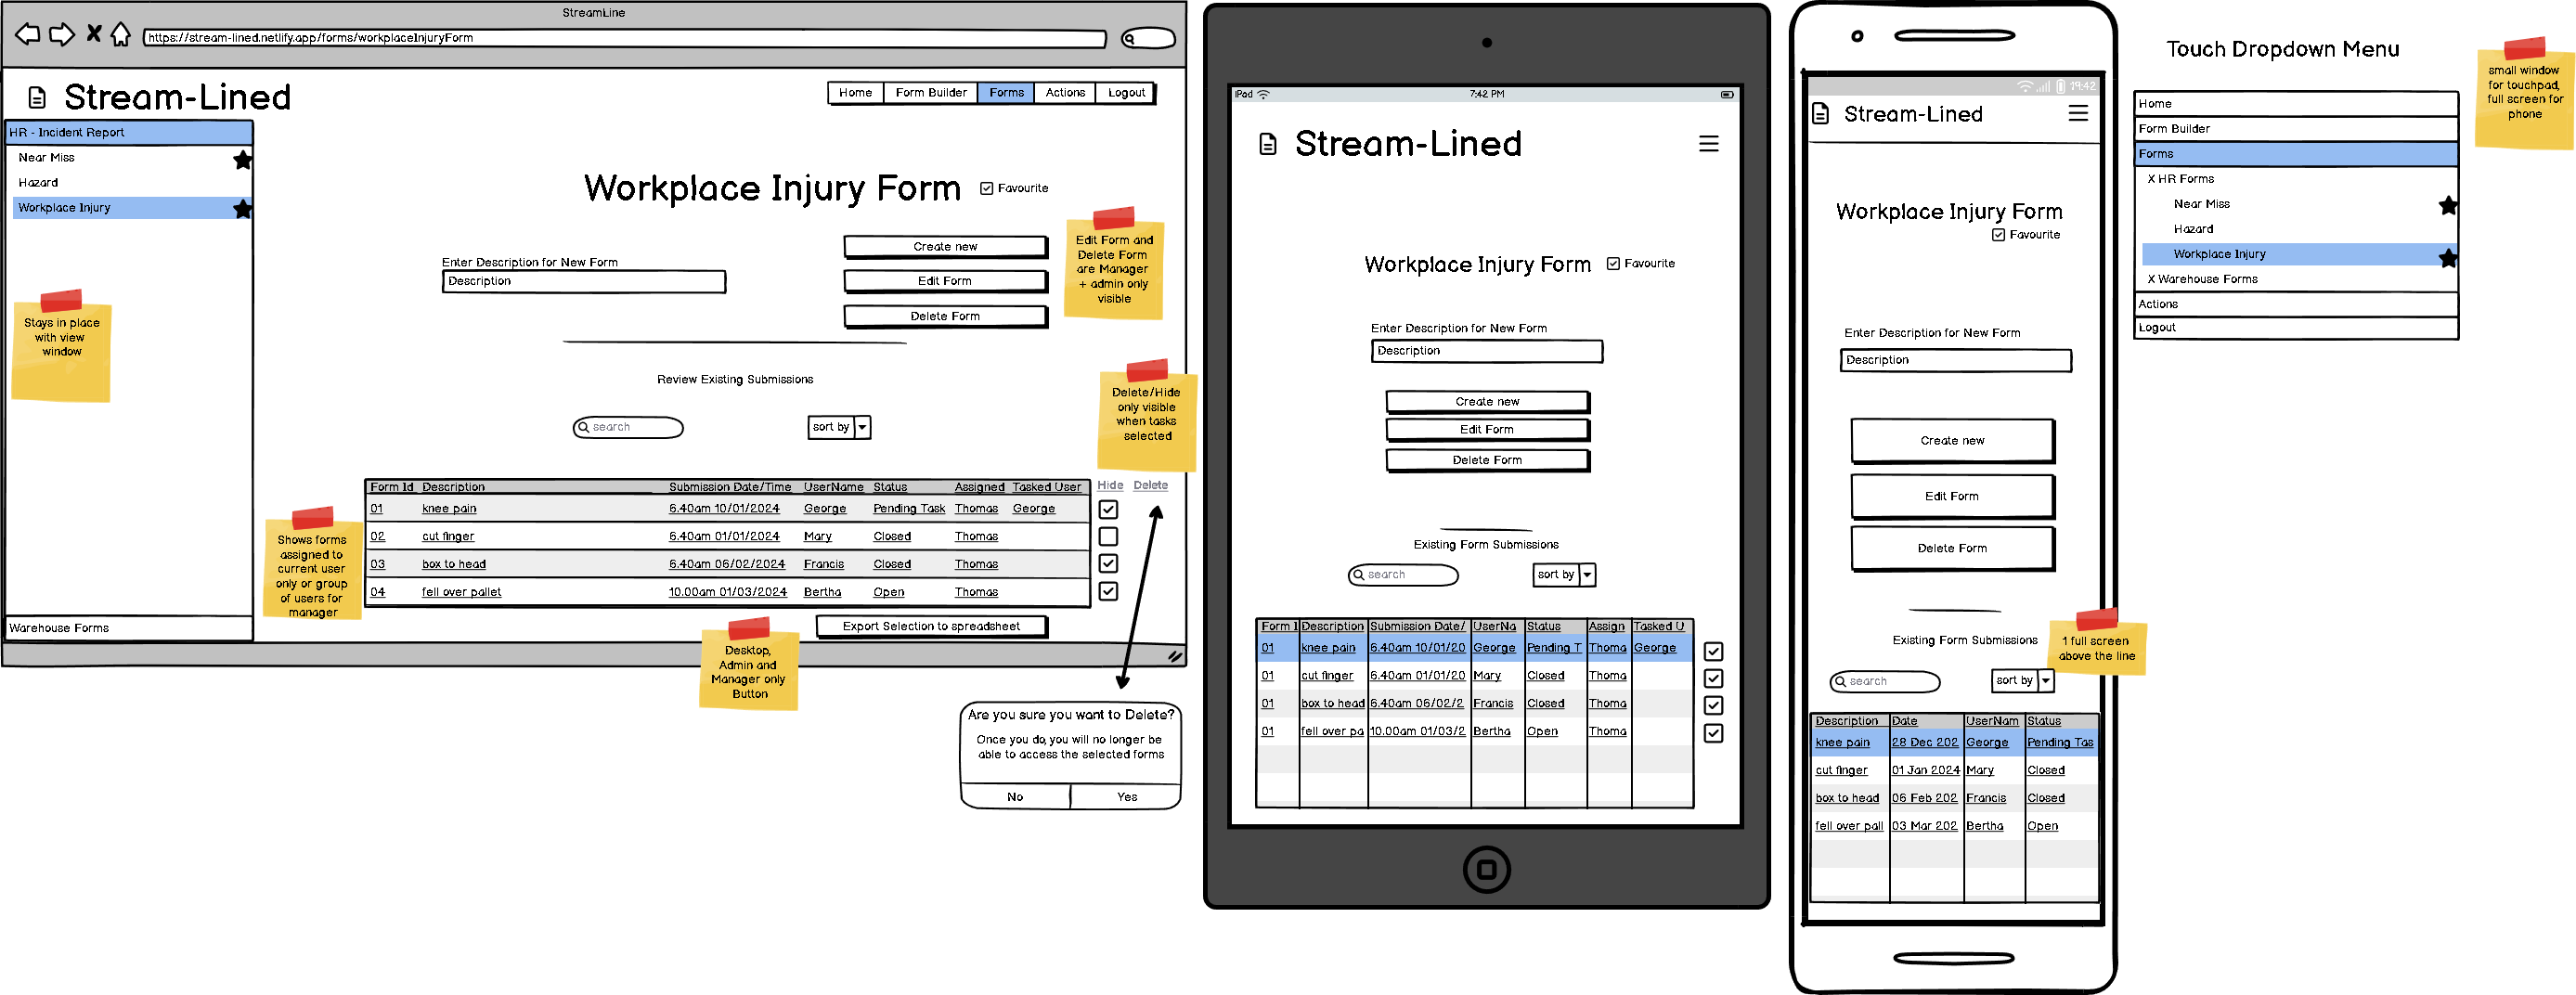 StreamLine
https://stream-lined.netlify.app/forms/workplaceInjuryForm
Stream-Lined
Home Form Builder Forms Actions Logout
HR - Incident Report
Near Miss
Hazard
Workplace Injury
Warehouse Forms
Stays in place
with view
window
Workplace Injury Form
Favourite
Enter Description for New Form
Description
Create new
Edit Form
Delete Form
Edit Form and
Delete Form
are Manager
+ admin only
visible
Review Existing Submissions
search
sort by
Delete/Hide
only visible
when tasks
selected
Form Id Description Submission Date/Time UserName Status Assigned Tasked User Hide Delete
01 knee pain 6.40am 10/01/2024 George Pending Task Thomas George
02 cut finger 6.40am 01/01/2024 Mary Closed Thomas
03 box to head 6.40am 06/02/2024 Francis Closed Thomas
04 fell over pallet 10.00am 01/03/2024 Bertha Open Thomas
Shows forms
assigned to
current user
only or group
of users for
manager
Export Selection to spreadsheet
Desktop,
Admin and
Manager only
Button
Are you sure you want to Delete?
Once you do, you will no longer be
able to access the selected forms
No Yes
iPad 7:42 PM
Stream-Lined
Workplace Injury Form
Favourite
Enter Description for New Form
Description
Create new
Edit Form
Delete Form
Existing Form Submissions
search
sort by
Form I Description Submission Date/ UserNa Status Assign Tasked U
01 knee pain 6.40am 10/01/20 George Pending T Thoma George
01 cut finger 6.40am 01/01/20 Mary Closed Thoma
01 box to head 6.40am 06/02/2 Francis Closed Thoma
01 fell over pa 10.00am 01/03/2 Bertha Open Thoma
19:42
Stream-Lined
Workplace Injury Form
Favourite
Enter Description for New Form
Description
Create new
Edit Form
Delete Form
Existing Form Submissions
search
sort by
1 full screen
above the line
Description Date UserNam Status
knee pain 28 Dec 202 George Pending Tas
cut finger 01 Jan 2024 Mary Closed
box to head 06 Feb 202 Francis Closed
fell over pall 03 Mar 202 Bertha Open
Touch Dropdown Menu
Home
Form Builder
Forms
X HR Forms
Near Miss
Hazard
Workplace Injury
X Warehouse Forms
Actions
Logout
small window
for touchpad,
full screen for
phone